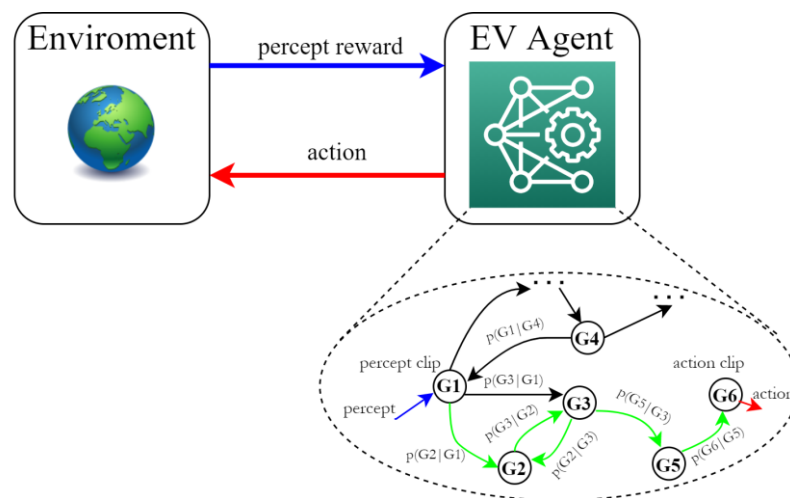 Enviroment
EV Agent
percept reward
action
. . .
. . .
p(G1|G4)
G4
percept clip
action clip
G1
p(G3|G1)
G3
p(G5|G3)
G6
action
percept
p(G3|G2)
p(G2|G1)
p(G2|G3)
G2
G5
p(G6|G5)